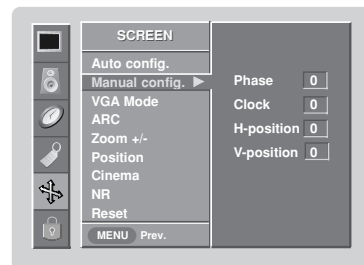 SCREEN
Auto config.
Manual config. ▶
VGA Mode
ARC
Zoom +/-
Position
Cinema
NR
Reset
MENU Prev.
Phase 0
Clock 0
H-position 0
V-position 0